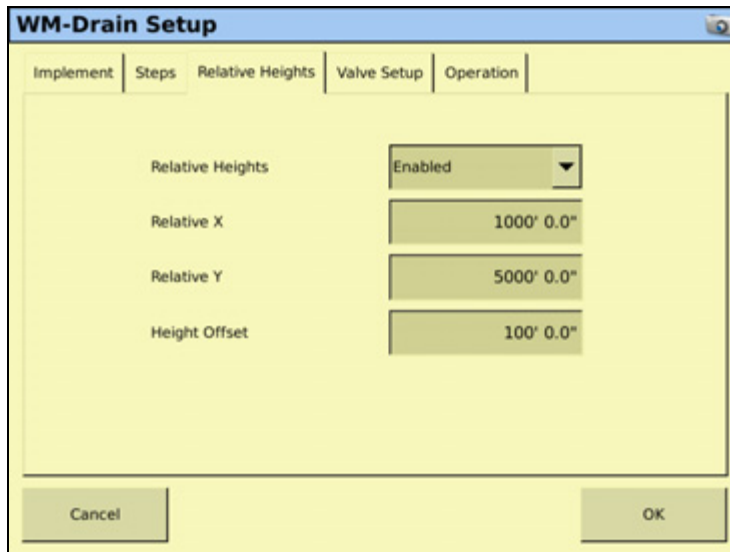 WM-Drain Setup
Implement Steps Relative Heights Valve Setup Operation
Relative Heights Enabled
Relative X 1000' 0.0"
Relative Y 5000' 0.0"
Height Offset 100' 0.0"
Cancel OK